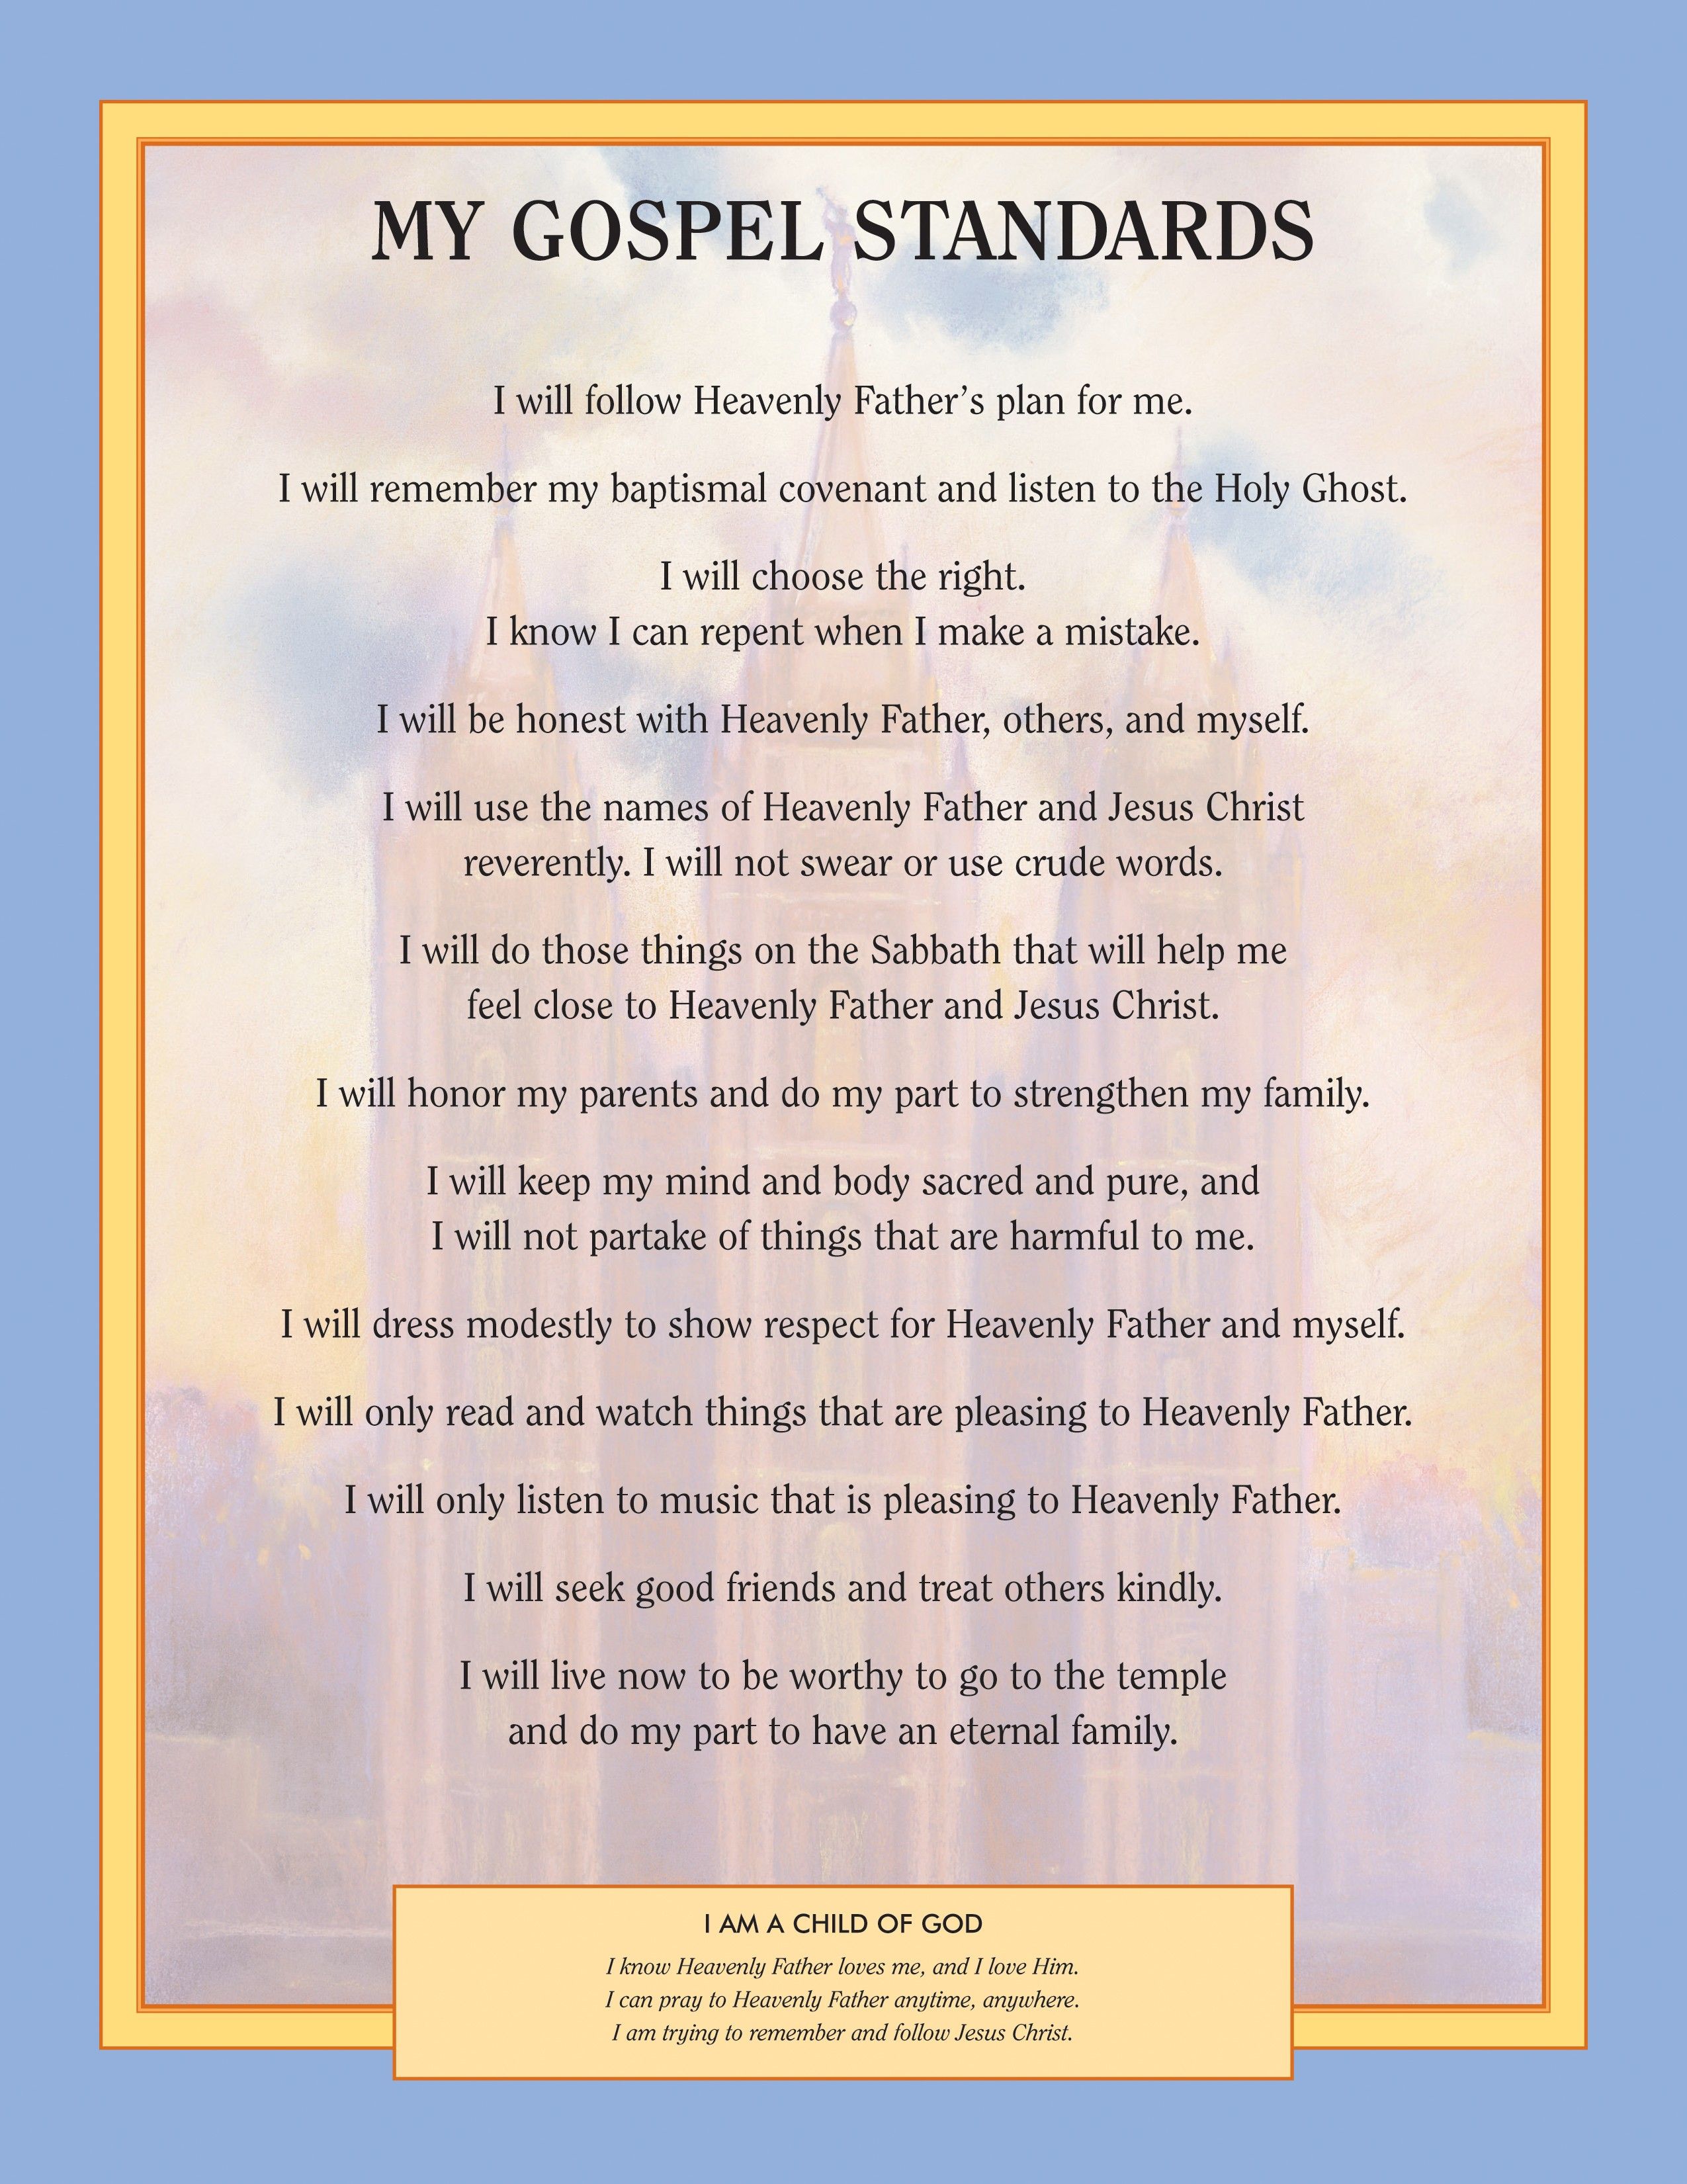 MY GOSPEL STANDARDS
I will follow Heavenly Father’s plan for me.
I will remember my baptismal covenant and listen to the Holy Ghost.
I will choose the right.
I know I can repent when I make a mistake.
I will be honest with Heavenly Father, others, and myself.
I will use the names of Heavenly Father and Jesus Christ
reverently. I will not swear or use crude words.
I will do those things on the Sabbath that will help me
feel close to Heavenly Father and Jesus Christ.
I will honor my parents and do my part to strengthen my family.
I will keep my mind and body sacred and pure, and
I will not partake of things that are harmful to me.
I will dress modestly to show respect for Heavenly Father and myself.
I will only read and watch things that are pleasing to Heavenly Father.
I will only listen to music that is pleasing to Heavenly Father.
I will seek good friends and treat others kindly.
I will live now to be worthy to go to the temple
and do my part to have an eternal family.
I AM A CHILD OF GOD
I know Heavenly Father loves me, and I love Him.
I can pray to Heavenly Father anytime, anywhere.
I am trying to remember and follow Jesus Christ.